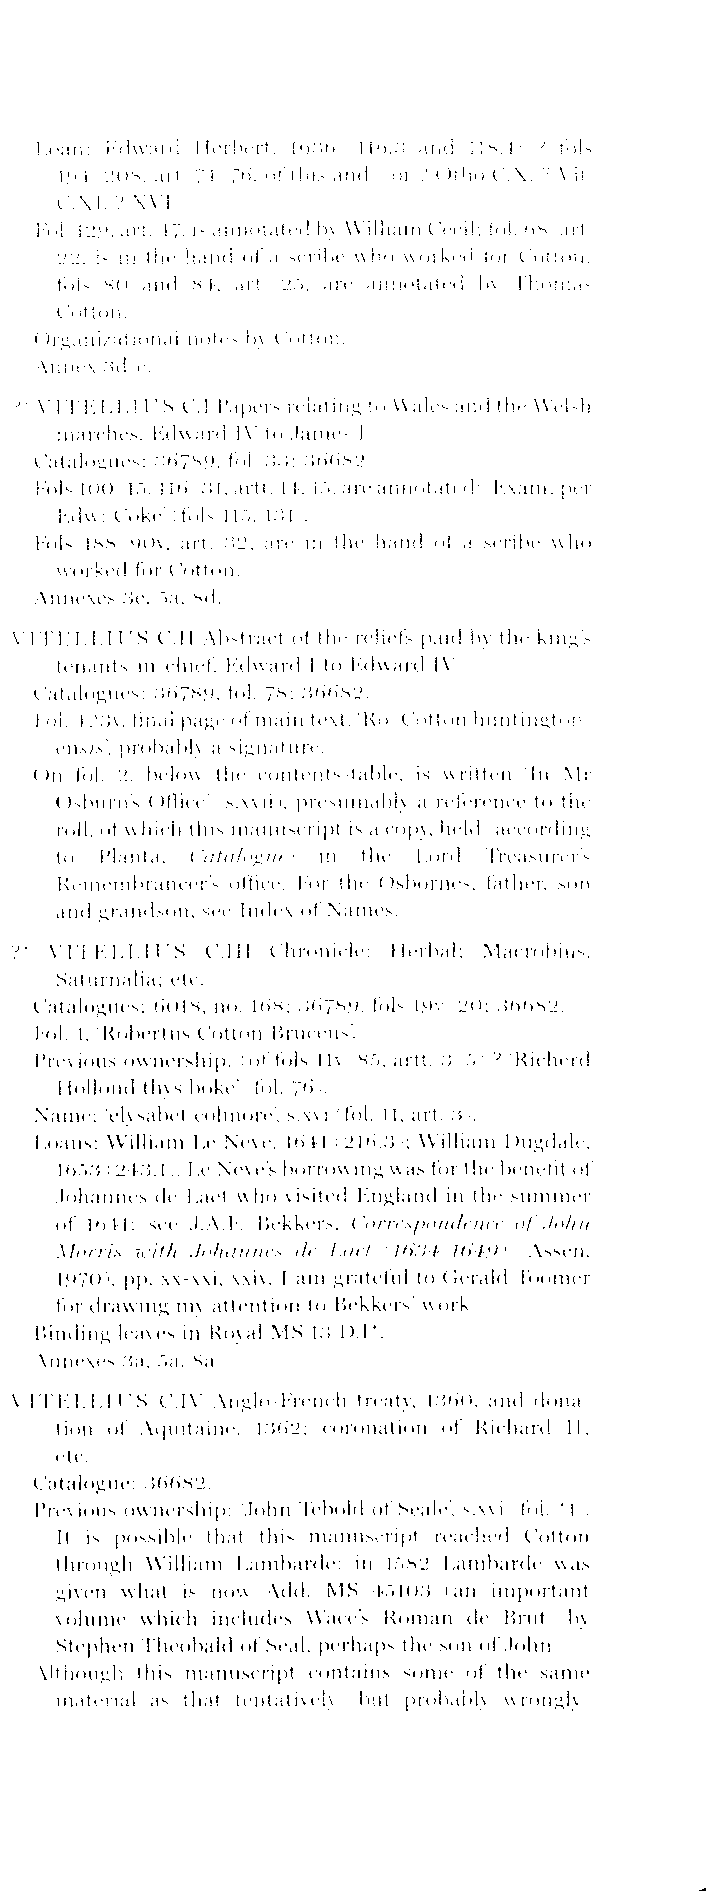 Loan: Edward Herbert, 1636 (116.3 and 118.4: ? fols
194–208, art. 74–76, of this and/or ? Otho C.X, ? Vit.
C.XI, ? XVI).
Fol. 129, art. 47, is annotated by William Cecil; fol. 68, art.
22, is in the hand of a scribe who worked for Cotton;
fols 80 and 84, art. 25, are annotated by Thomas
Cotton.
Organizational notes by Cotton.
Annex 3d–e.
?* VITELLIUS C.I Papers relating to Wales and the Welsh
marches, Edward IV to James I
Catalogues: 36789, fol. 33; 36682.
Fols 100–15, 116–31, artt. 14, 15, are annotated: 'Exam. per
Edw: Coke' (fols 115, 131).
Fols 188–90v, art. 32, are in the hand of a scribe who
worked for Cotton.
Annexes 3e, 5a, 8d.
VITELLIUS C.II Abstract of the reliefs paid by the king's
tenants in chief, Edward I to Edward IV
Catalogues: 36789, fol. 78; 36682.
Fol. 423v, final page of main text, 'Ro: Cotton huntington-
ensis', probably a signature.
On fol. 2, below the contents-table, is written 'In Mr
Osburn's Office' (s.xvii), presumably a reference to the
roll, of which this manuscript is a copy, held (according
to Planta, Catalogue) in the Lord Treasurer's
Remembrancer's office. For the Osbornes, father, son
and grandson, see Index of Names.
?* VITELLIUS C.III Chronicle; Herbal; Macrobius,
Saturnalia; etc.
Catalogues: 6018, no. 168; 36789, fols 19v, 20; 36682.
Fol. 1, 'Robertus Cotton Bruceus'.
Previous ownership: (of fols 11v–85, artt. 3–5: ?) 'Richerd
Hollond thys boke' (fol. 76).
Name: 'elysabet colmore', s.xvi (fol. 11, art. 3).
Loans: William Le Neve, 1641 (216.3); William Dugdale,
1653 (243.1). Le Neve's borrowing was for the benefit of
Johannes de Laet who visited England in the summer
of 1641: see J.A.F. Bekkers, Correspondence of John
Morris with Johannes de Laet (1634–1649) (Assen,
1970), pp. xx-xxi, xxiv. I am grateful to Gerald Toomer
for drawing my attention to Bekkers' work.
Binding leaves in Royal MS 13 D.I*.
Annexes 3a, 5a, 8a.
VITELLIUS C.IV Anglo-French treaty, 1360, and dona-
tion of Aquitaine, 1362; coronation of Richard II,
etc.
Catalogue: 36682.
Previous ownership: 'John Tebold of Seale', s.xvi (fol. *1).
It is possible that this manuscript reached Cotton
through William Lambarde: in 1582 Lambarde was
given what is now Add. MS 45103 (an important
volume which includes Wace's Roman de Brut) by
Stephen Theobald of Seal, perhaps the son of John.
Although this manuscript contains some of the same
material as that tentatively (but probably wrongly)